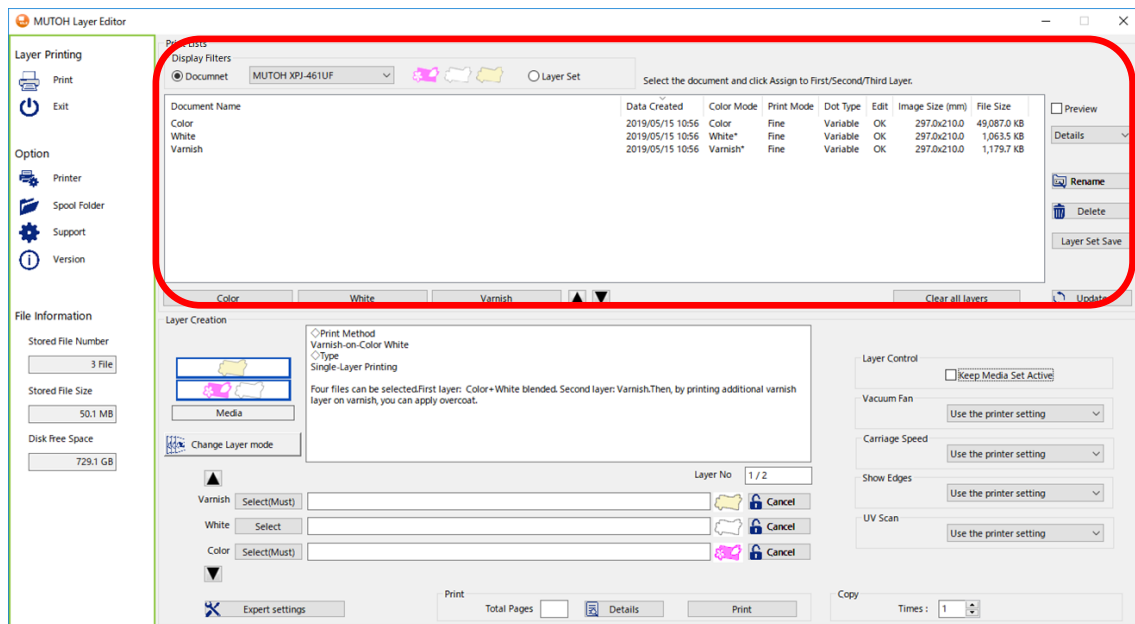 MUTOH Layer Editor
Layer Printing
Print
Exit
Option
Printer
Spool Folder
Support
Version
File Information
Stored File Number
3 File
Stored File Size
50.1 MB
Disk Free Space
729.1 GB
Print Lists
Display Filters
Documnet MUTOH XPJ-461UF Layer Set
Select the document and click Assign to First/Second/Third Layer.
Document Name Data Created Color Mode Print Mode Dot Type Edit Image Size (mm) File Size
Color 2019/05/15 10:56 Color Fine Variable OK 297.0x210.0 49,087.0 KB
White 2019/05/15 10:56 White* Fine Variable OK 297.0x210.0 1,063.5 KB
Varnish 2019/05/15 10:56 Varnish* Fine Variable OK 297.0x210.0 1,179.7 KB
Preview
Details
Rename
Delete
Layer Set Save
Color White Varnish Clear all layers Update
Layer Creation
◇Print Method
Varnish-on-Color White
◇Type
Single-Layer Printing
Four files can be selected.First layer: Color+White blended. Second layer: Varnish.Then, by printing additional varnish
layer on varnish, you can apply overcoat.
Media
Change Layer mode
Layer No 1 / 2
Varnish Select(Must) Cancel
White Select Cancel
Color Select(Must) Cancel
Layer Control
Keep Media Set Active
Vacuum Fan
Use the printer setting
Carriage Speed
Use the printer setting
Show Edges
Use the printer setting
UV Scan
Use the printer setting
Expert settings
Print
Total Pages Details Print
Copy
Times : 1